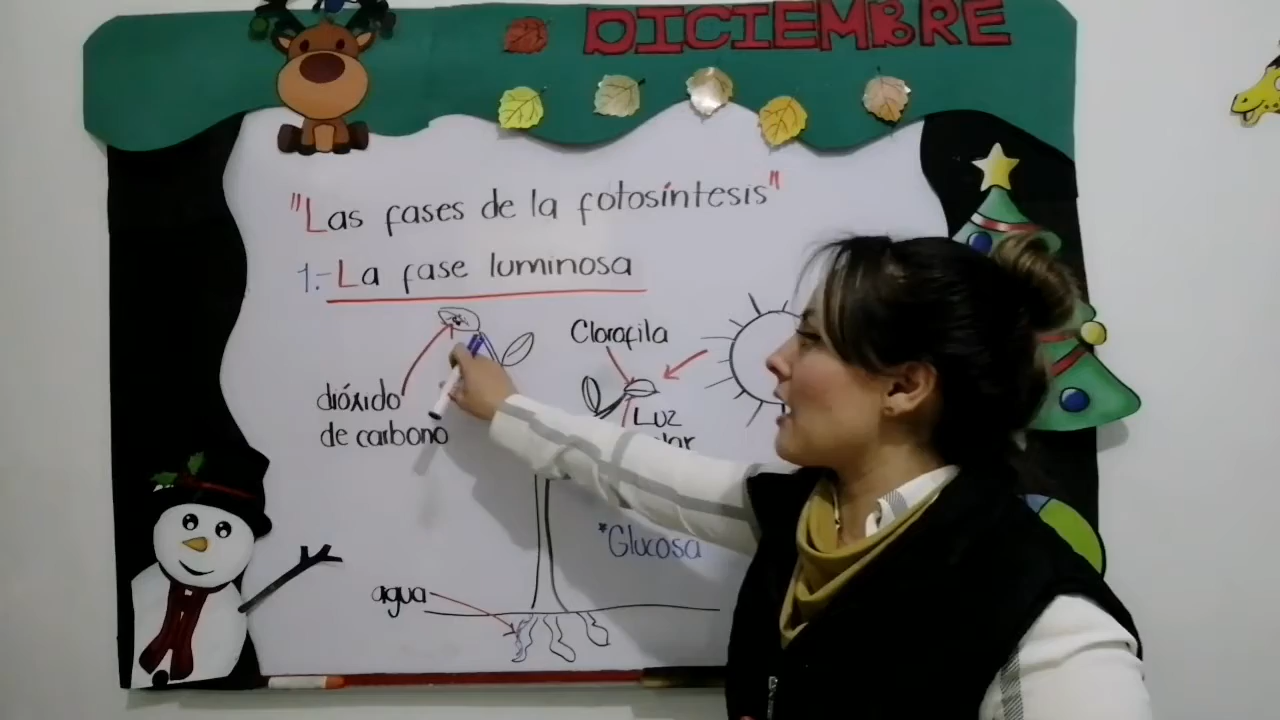 DICIEMBRE
"Las fases de la fotosíntesis"
1.- La fase luminosa
Clorofila
dióxido
de carbono
Luz
*Glucosa
agua